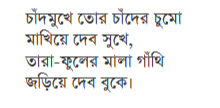 চাঁদমুখে তোর চাঁদের চুমো
মাখিয়ে দেব সুখে,
তারা-ফুলের মালা গাঁথি
জড়িয়ে দেব বুকে।